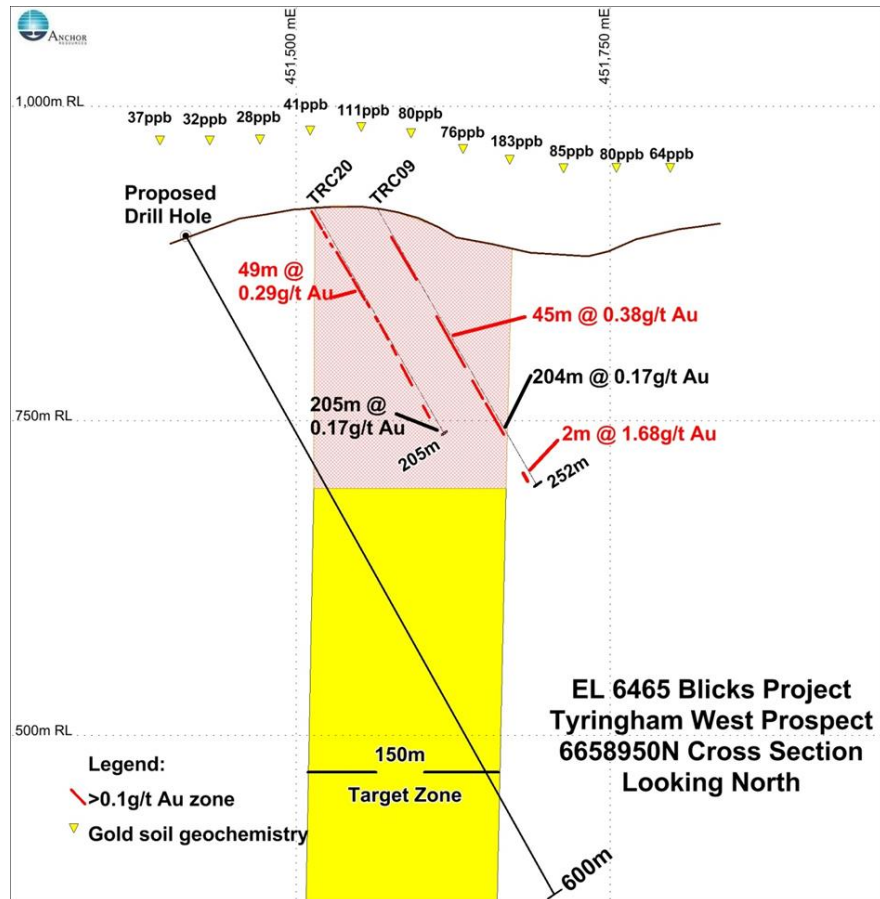 ANCHOR
RESOURCES
451,500 mE
451,750 mE
1,000m RL
37ppb
32ppb
28ppb
41ppb
111ppb
80ppb
76ppb
183ppb
85ppb
80ppb
64ppb
Proposed
Drill Hole
TRC20
TRC09
49m @
0.29g/t Au
45m @ 0.38g/t Au
204m @ 0.17g/t Au
205m @
0.17g/t Au
750m RL
2m @ 1.68g/t Au
205m
252m
EL 6465 Blicks Project
Tyringham West Prospect
6658950N Cross Section
Looking North
500m RL
150m
Target Zone
Legend:
>0.1g/t Au zone
Gold soil geochemistry
600m